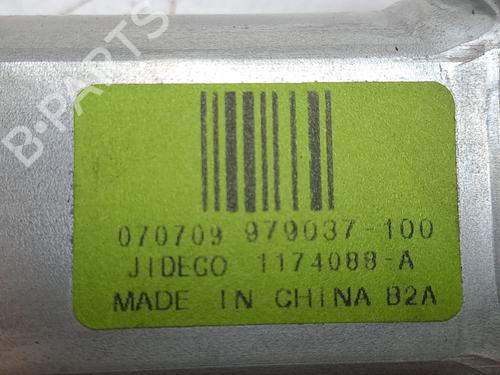 B-PARTS
070709 979037-100
JIDECO 1174088-A
MADE IN CHINA B2A